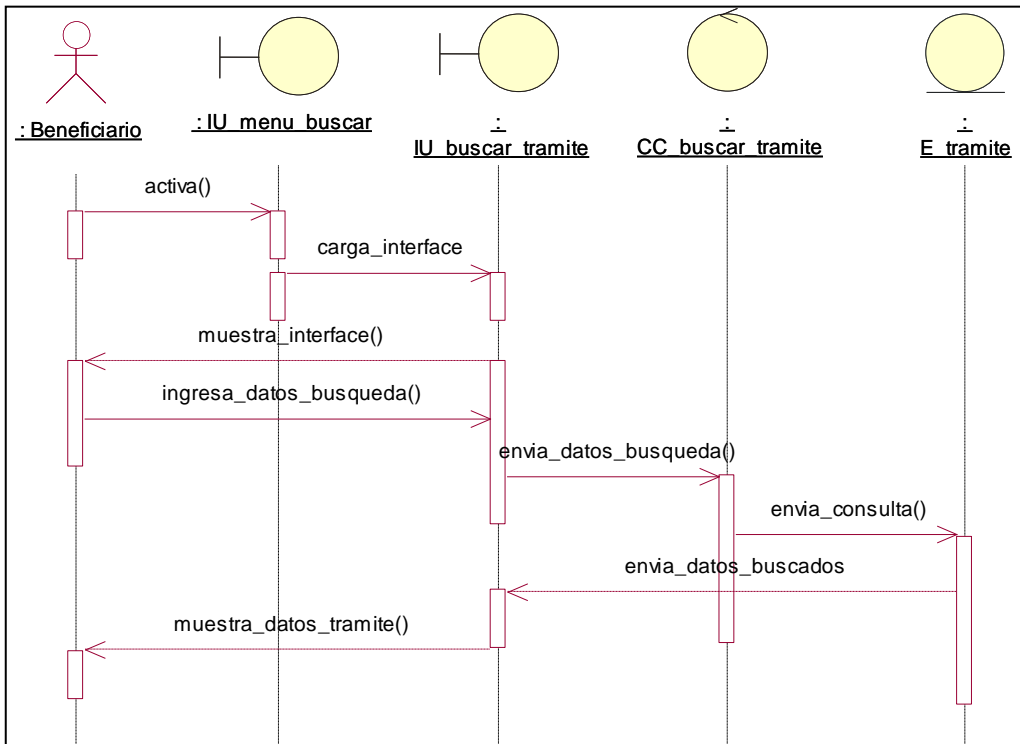 : Beneficiario
: IU_menu_buscar
:
IU_buscar_tramite
:
CC_buscar_tramite
:
E_tramite
activa()
carga_interface
muestra_interface()
ingresa_datos_busqueda()
envia_datos_busqueda()
envia_consulta()
envia_datos_buscados
muestra_datos_tramite()